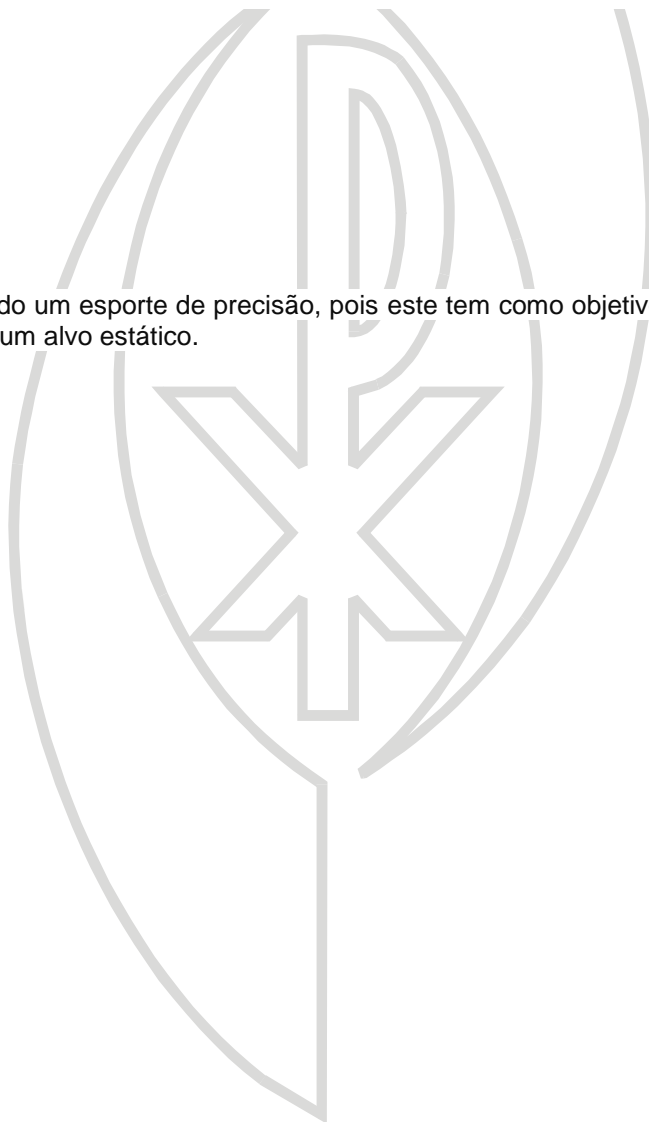 do um esporte de precisão, pois este tem como objetiv
um alvo estático.